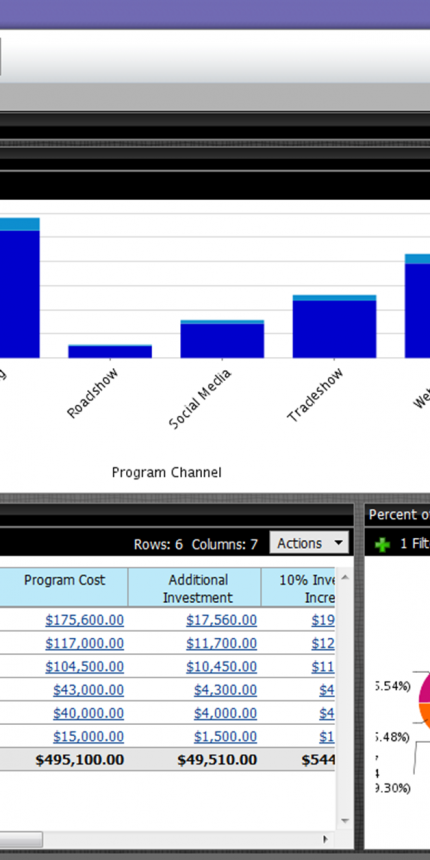 Roadshow
Social Media
Tradeshow
Program Channel
Percent o
Rows: 6 Columns: 7 Actions
1 Filt
Program Cost Additional Investment 10% Inve Incre
$175,600.00 $17,560.00 $19
$117,000.00 $11,700.00 $12
$104,500.00 $10,450.00 $11
$43,000.00 $4,300.00 $4
$40,000.00 $4,000.00 $4
$15,000.00 $1,500.00 $1
$495,100.00 $49,510.00 $544
5.54%)
5.48%)
9.30%)